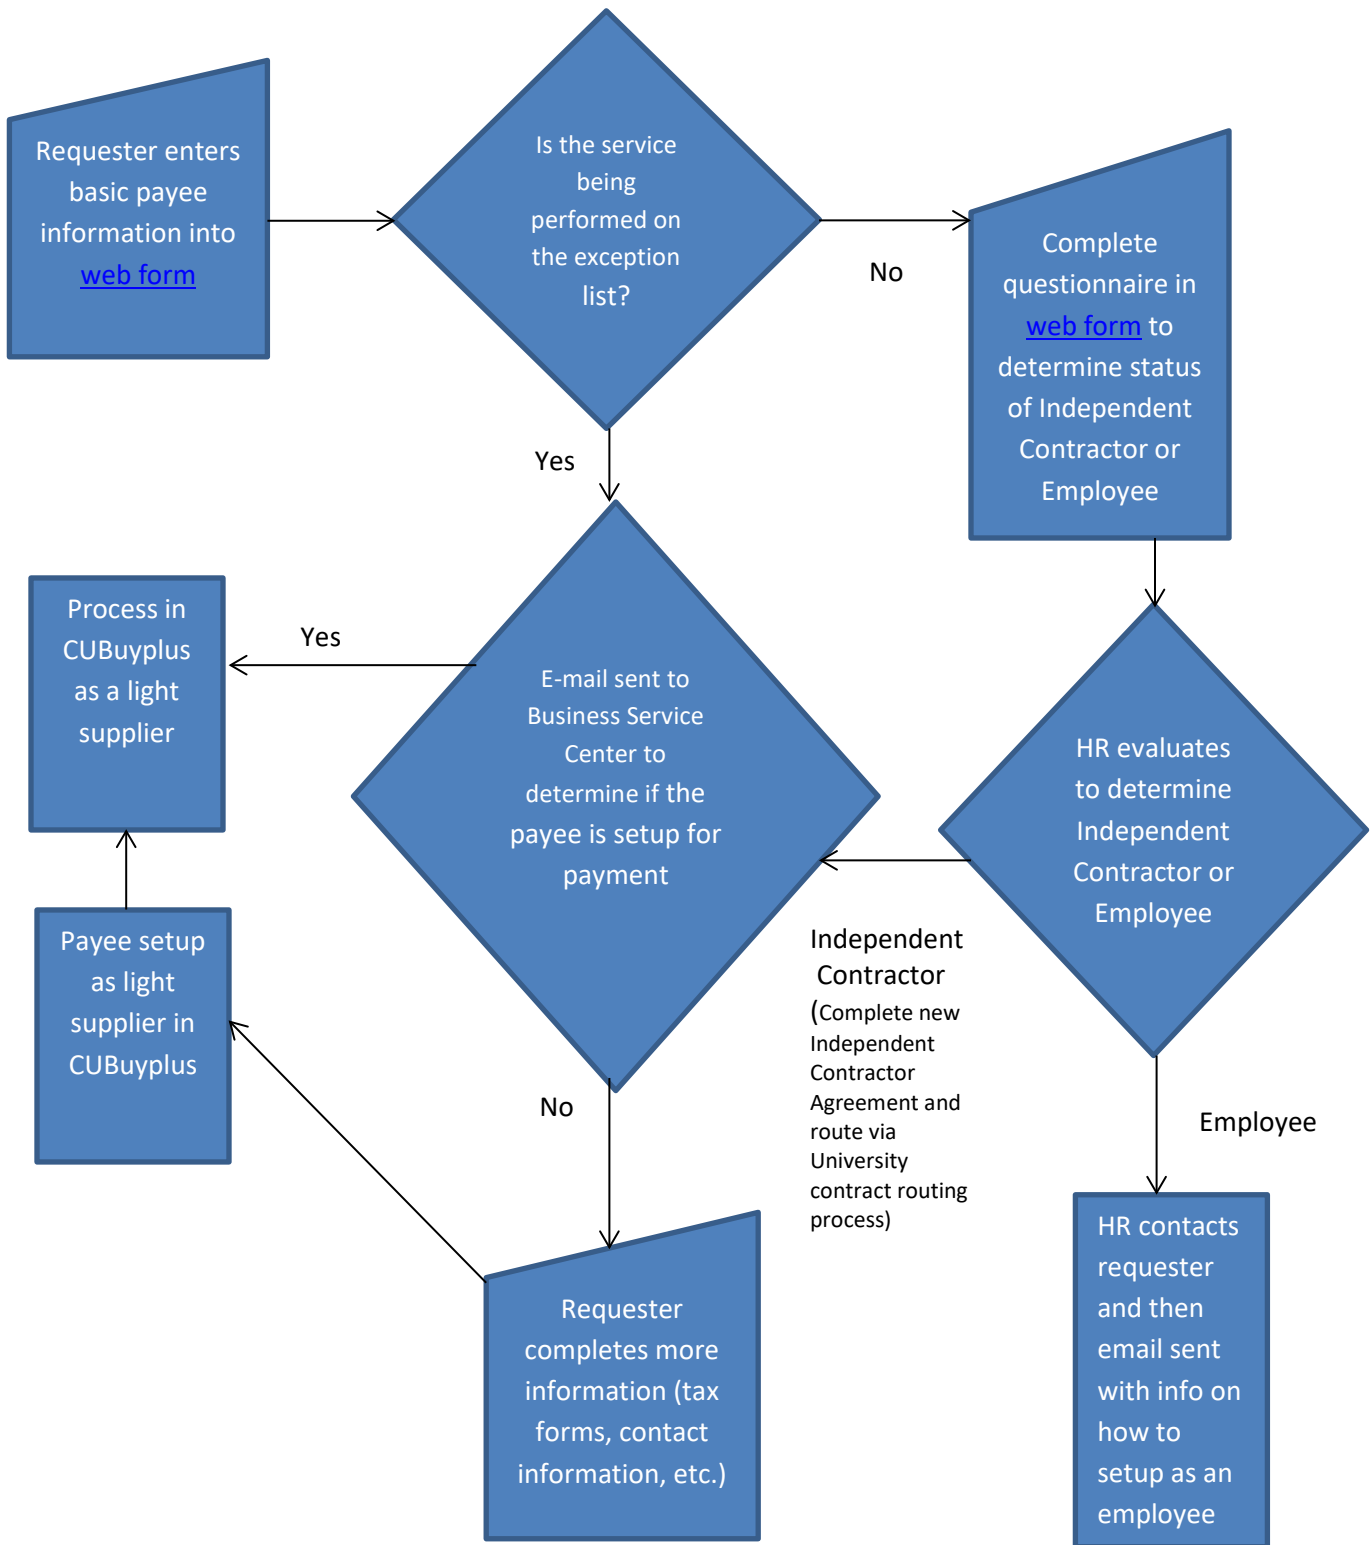 Requester enters
basic payee
information into
web form
Is the service
being
performed on
the exception
list?
No
Complete
questionnaire in
web form to
determine status
of Independent
Contractor or
Employee
Yes
Process in
CUBuyplus
as a light
supplier
Yes
E-mail sent to
Business Service
Center to
determine if the
payee is setup for
payment
HR evaluates
to determine
Independent
Contractor or
Employee
Payee setup
as light
supplier in
CUBuyplus
Independent
Contractor
(Complete new
Independent
Contractor
Agreement and
route via
University
contract routing
process)
No
Employee
Requester
completes more
information (tax
forms, contact
information, etc.)
HR contacts
requester
and then
email sent
with info on
how to
setup as an
employee